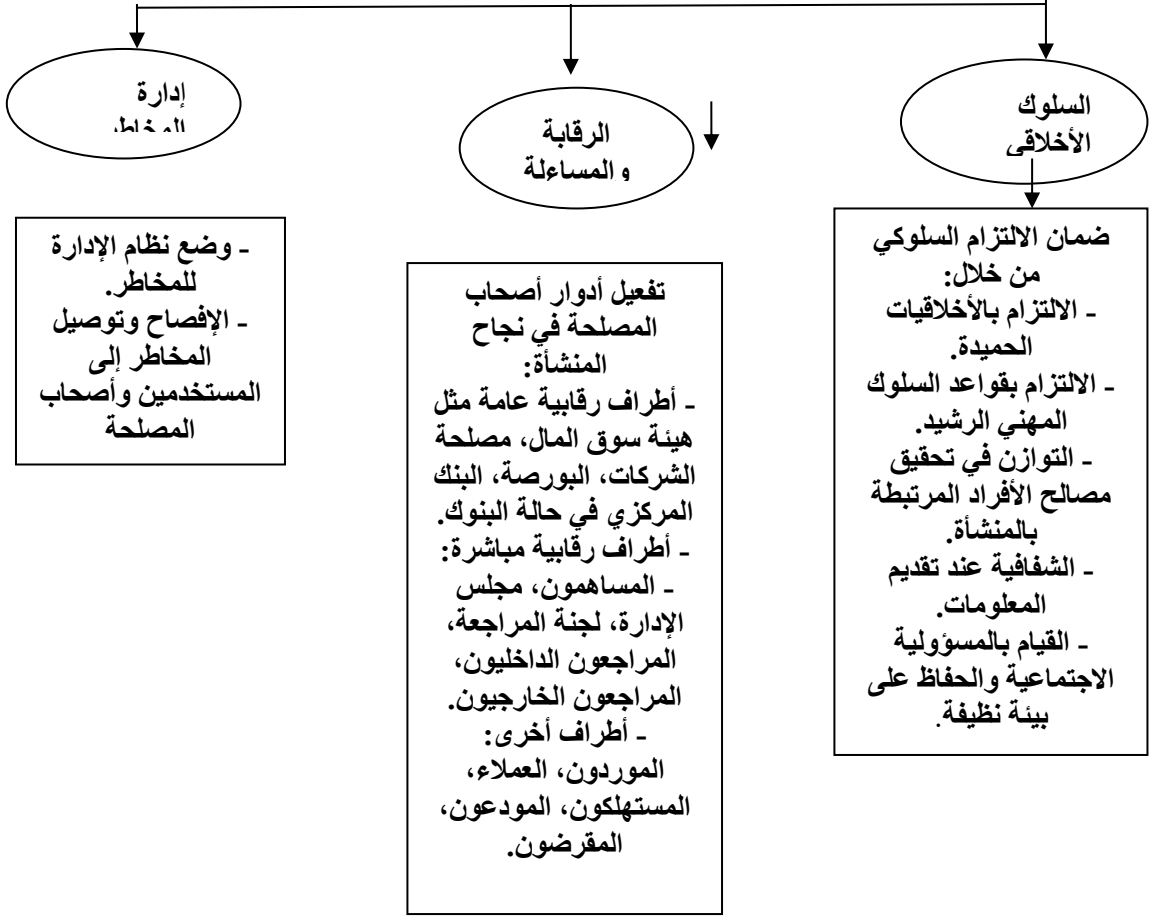 السلوك
الأخلاقي
ضمان الالتزام السلوكي
من خلال:
- الالتزام بالأخلاقيات
الحميدة.
- الالتزام بقواعد السلوك
المهني الرشيد.
- التوازن في تحقيق
مصالح الأفراد المرتبطة
بالمنشأة.
- الشفافية عند تقديم
المعلومات.
- القيام بالمسؤولية
الاجتماعية والحفاظ على
بيئة نظيفة.
الرقابة
والمساءلة
تفعيل أدوار أصحاب
المصلحة في نجاح
المنشأة:
- أطراف رقابية عامة مثل
هيئة سوق المال، مصلحة
الشركات، البورصة، البنك
المركزي في حالة البنوك.
- أطراف رقابية مباشرة:
- المساهمون، مجلس
الإدارة، لجنة المراجعة،
المراجعون الداخليون،
المراجعون الخارجيون.
- أطراف أخرى:
الموردون، العملاء،
المستهلكون، المودعون،
المقرضون.
إدارة
المخاطر
- وضع نظام الإدارة
للمخاطر.
- الإفصاح وتوصيل
المخاطر إلى
المستخدمين وأصحاب
المصلحة